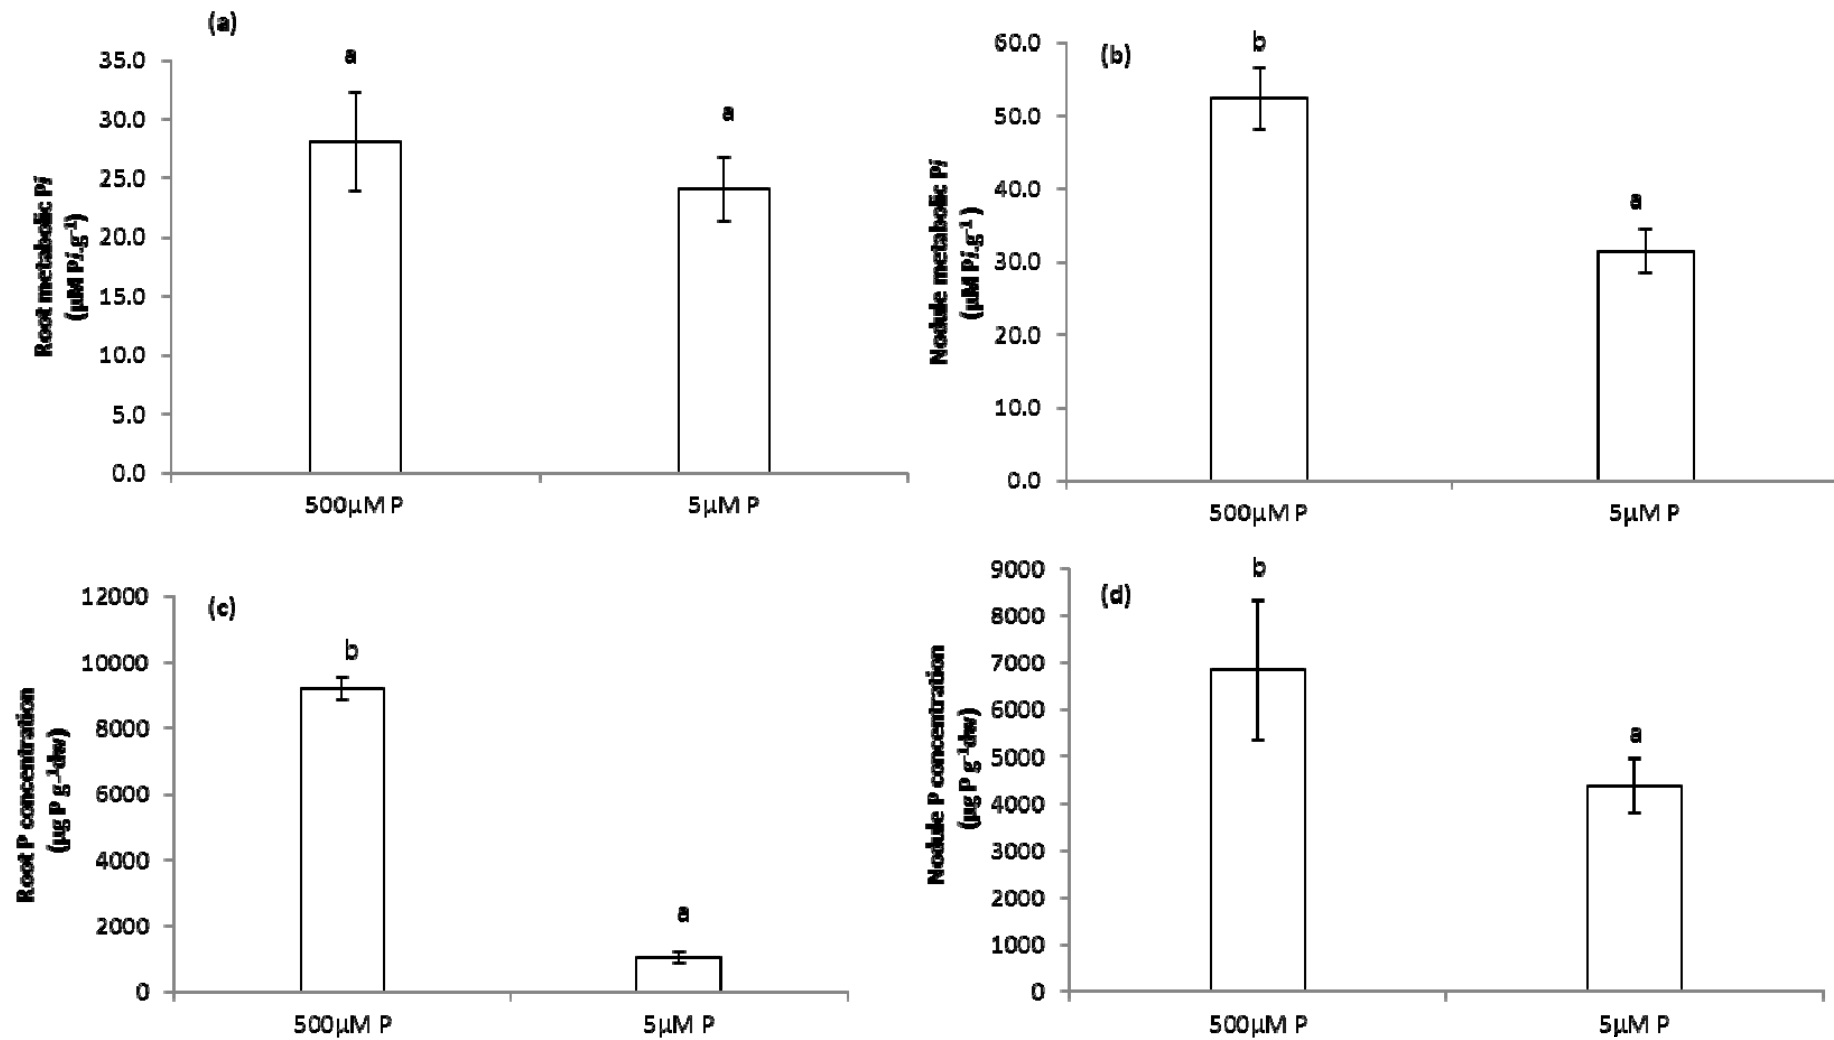 (a)
a
a
35.0
30.0
25.0
20.0
15.0
10.0
5.0
0.0
Root metabolic Pi
(µM Pi.g-1)
500µM P
5µM P
(b)
b
a
60.0
50.0
40.0
30.0
20.0
10.0
0.0
Nodule metabolic Pi
(µM Pi.g-1 )
500µM P
5µM P
(c)
b
a
12000
10000
8000
6000
4000
2000
0
Root P concentration
(µg P g-1dw)
500µM P
5µM P
(d)
b
a
9000
8000
7000
6000
5000
4000
3000
2000
1000
0
Nodule P concentration
(µg P g-1dw)
500µM P
5µM P